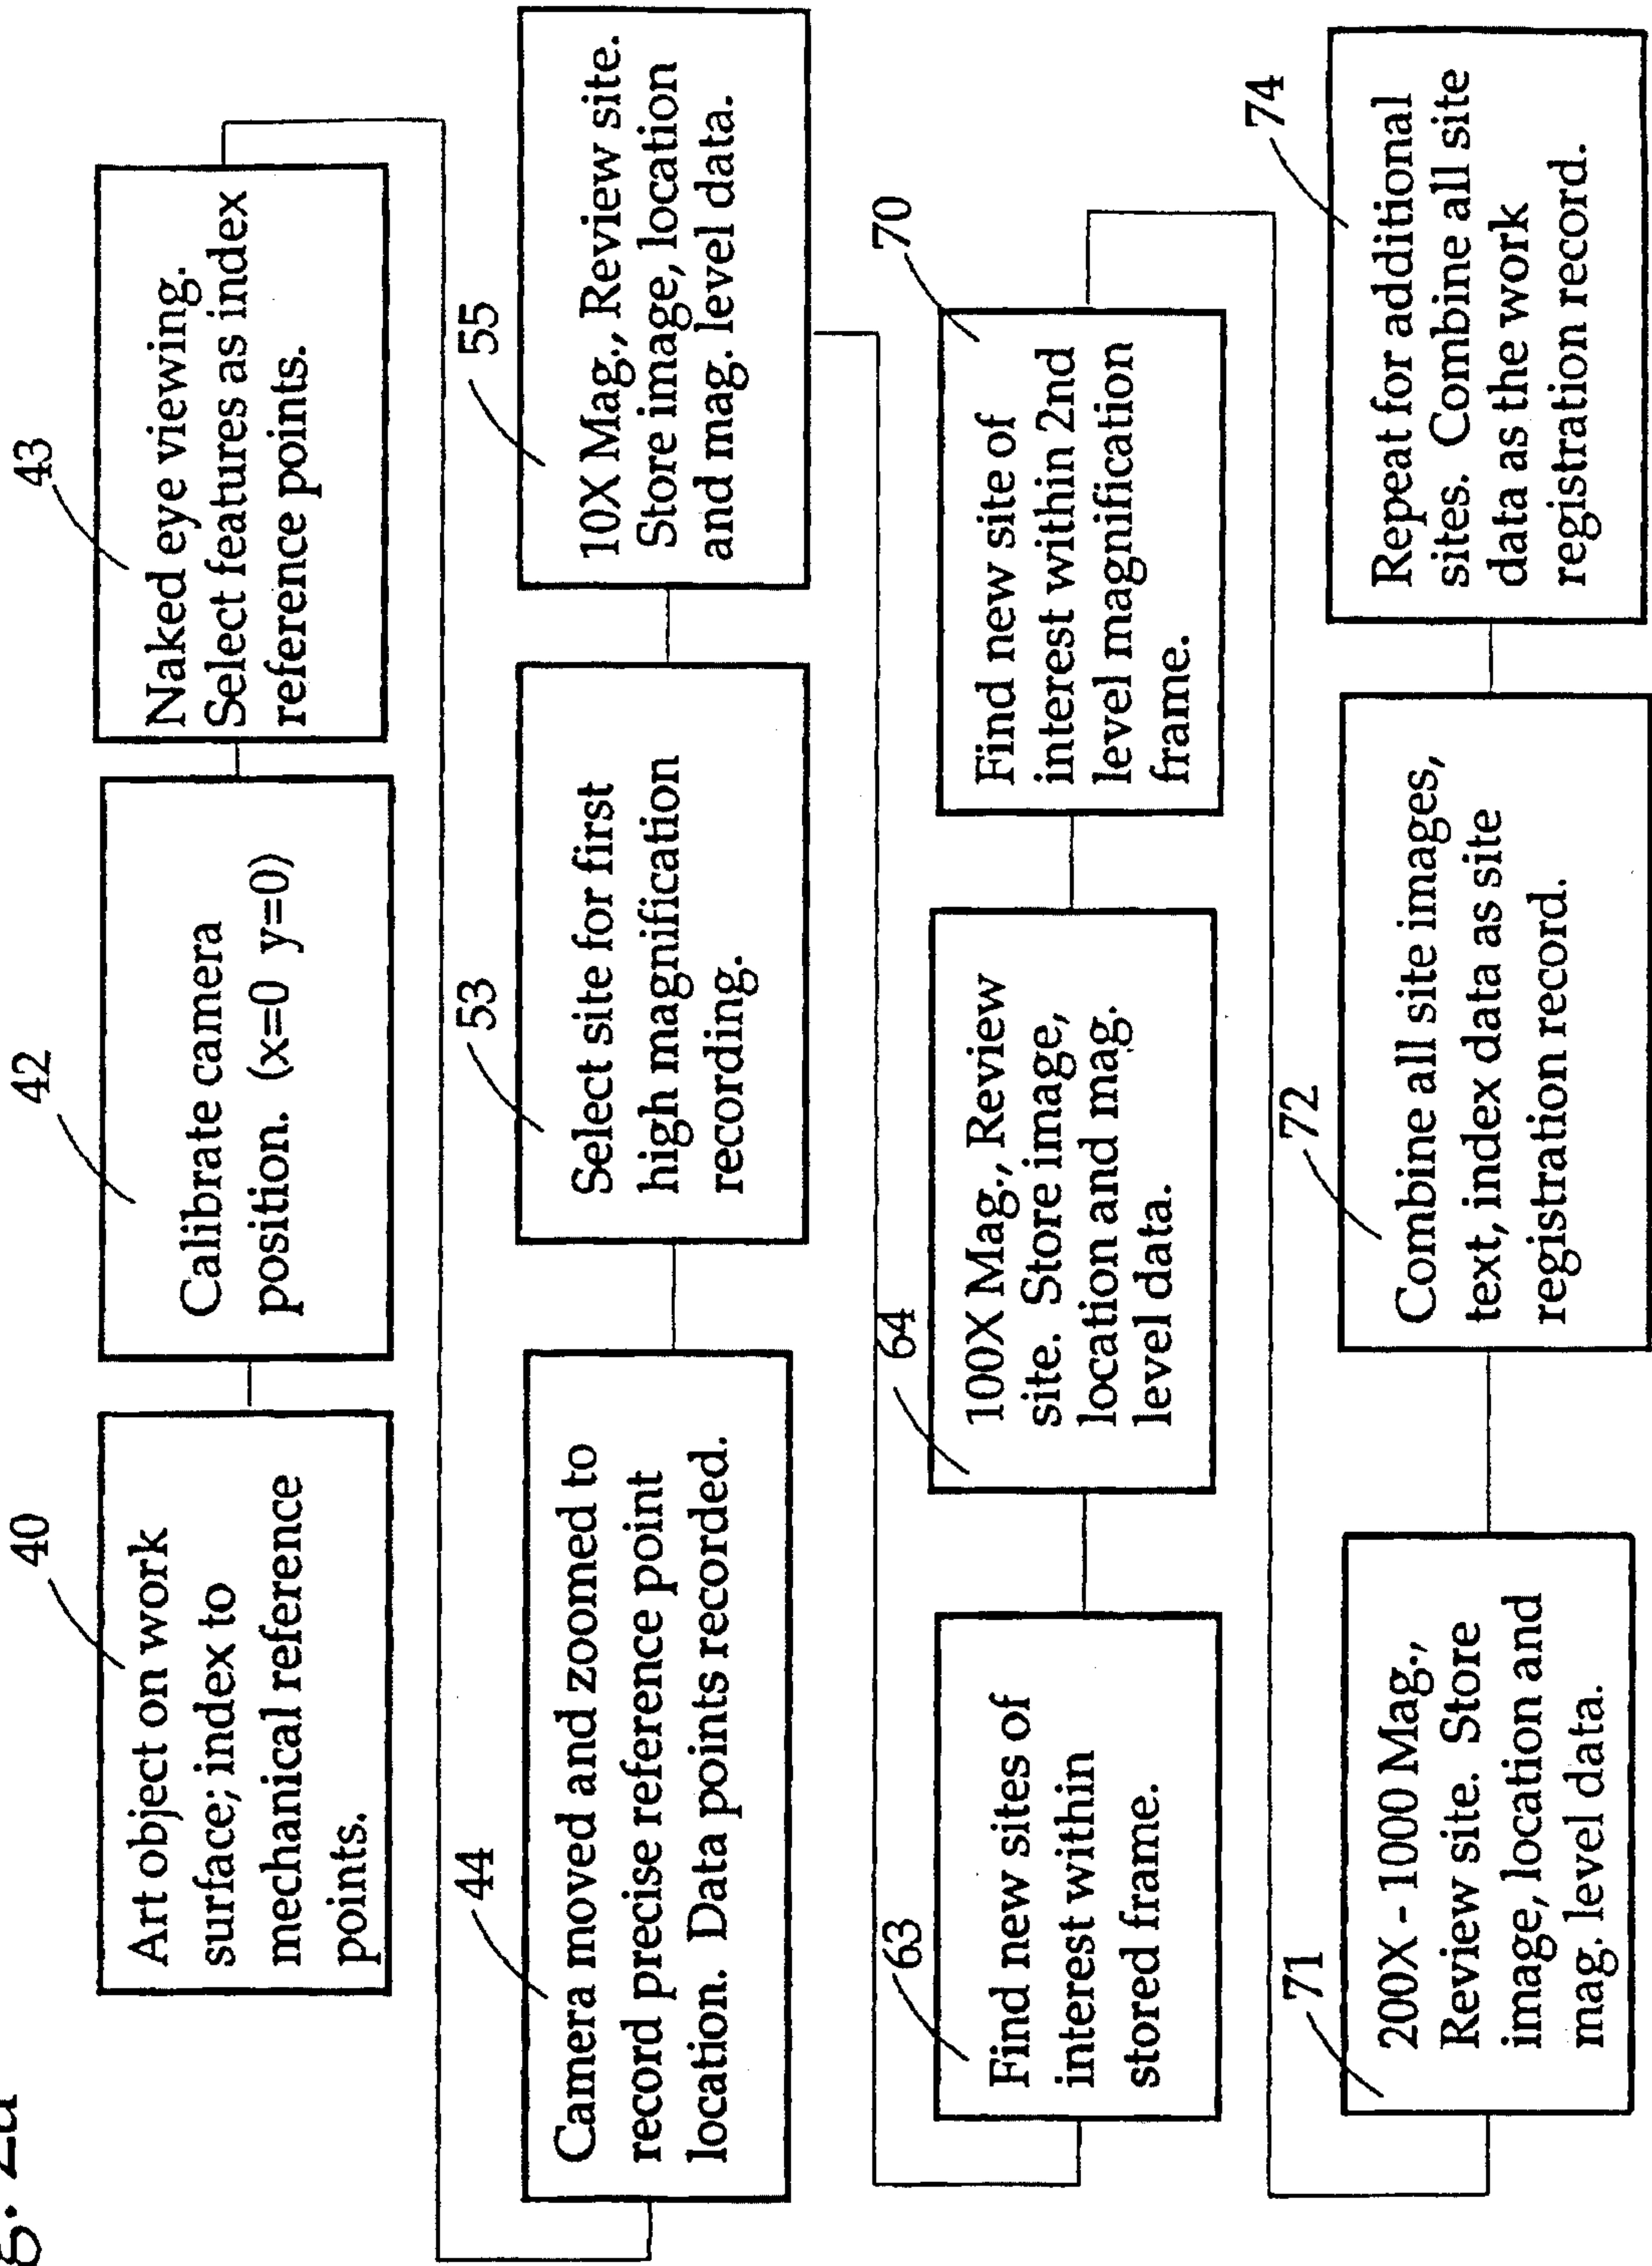 g. 2a
40
Art object on work
surface; index to
mechanical reference
points.
42
Calibrate camera
position. (x=0 y=0)
43
Naked eye viewing.
Select features as index
reference points.
44
Camera moved and zoomed to
record precise reference point
location. Data points recorded.
53
Select site for first
high magnification
recording.
55
10X Mag., Review site.
Store image, location
and mag. level data.
63
Find new sites of
interest within
stored frame.
64
100X Mag., Review
site. Store image,
location and mag.
level data.
70
Find new site of
interest within 2nd
level magnification
frame.
71
200X - 1000 Mag.,
Review site. Store
image, location and
mag. level data.
72
Combine all site images,
text, index data as site
registration record.
74
Repeat for additional
sites. Combine all site
data as the work
registration record.